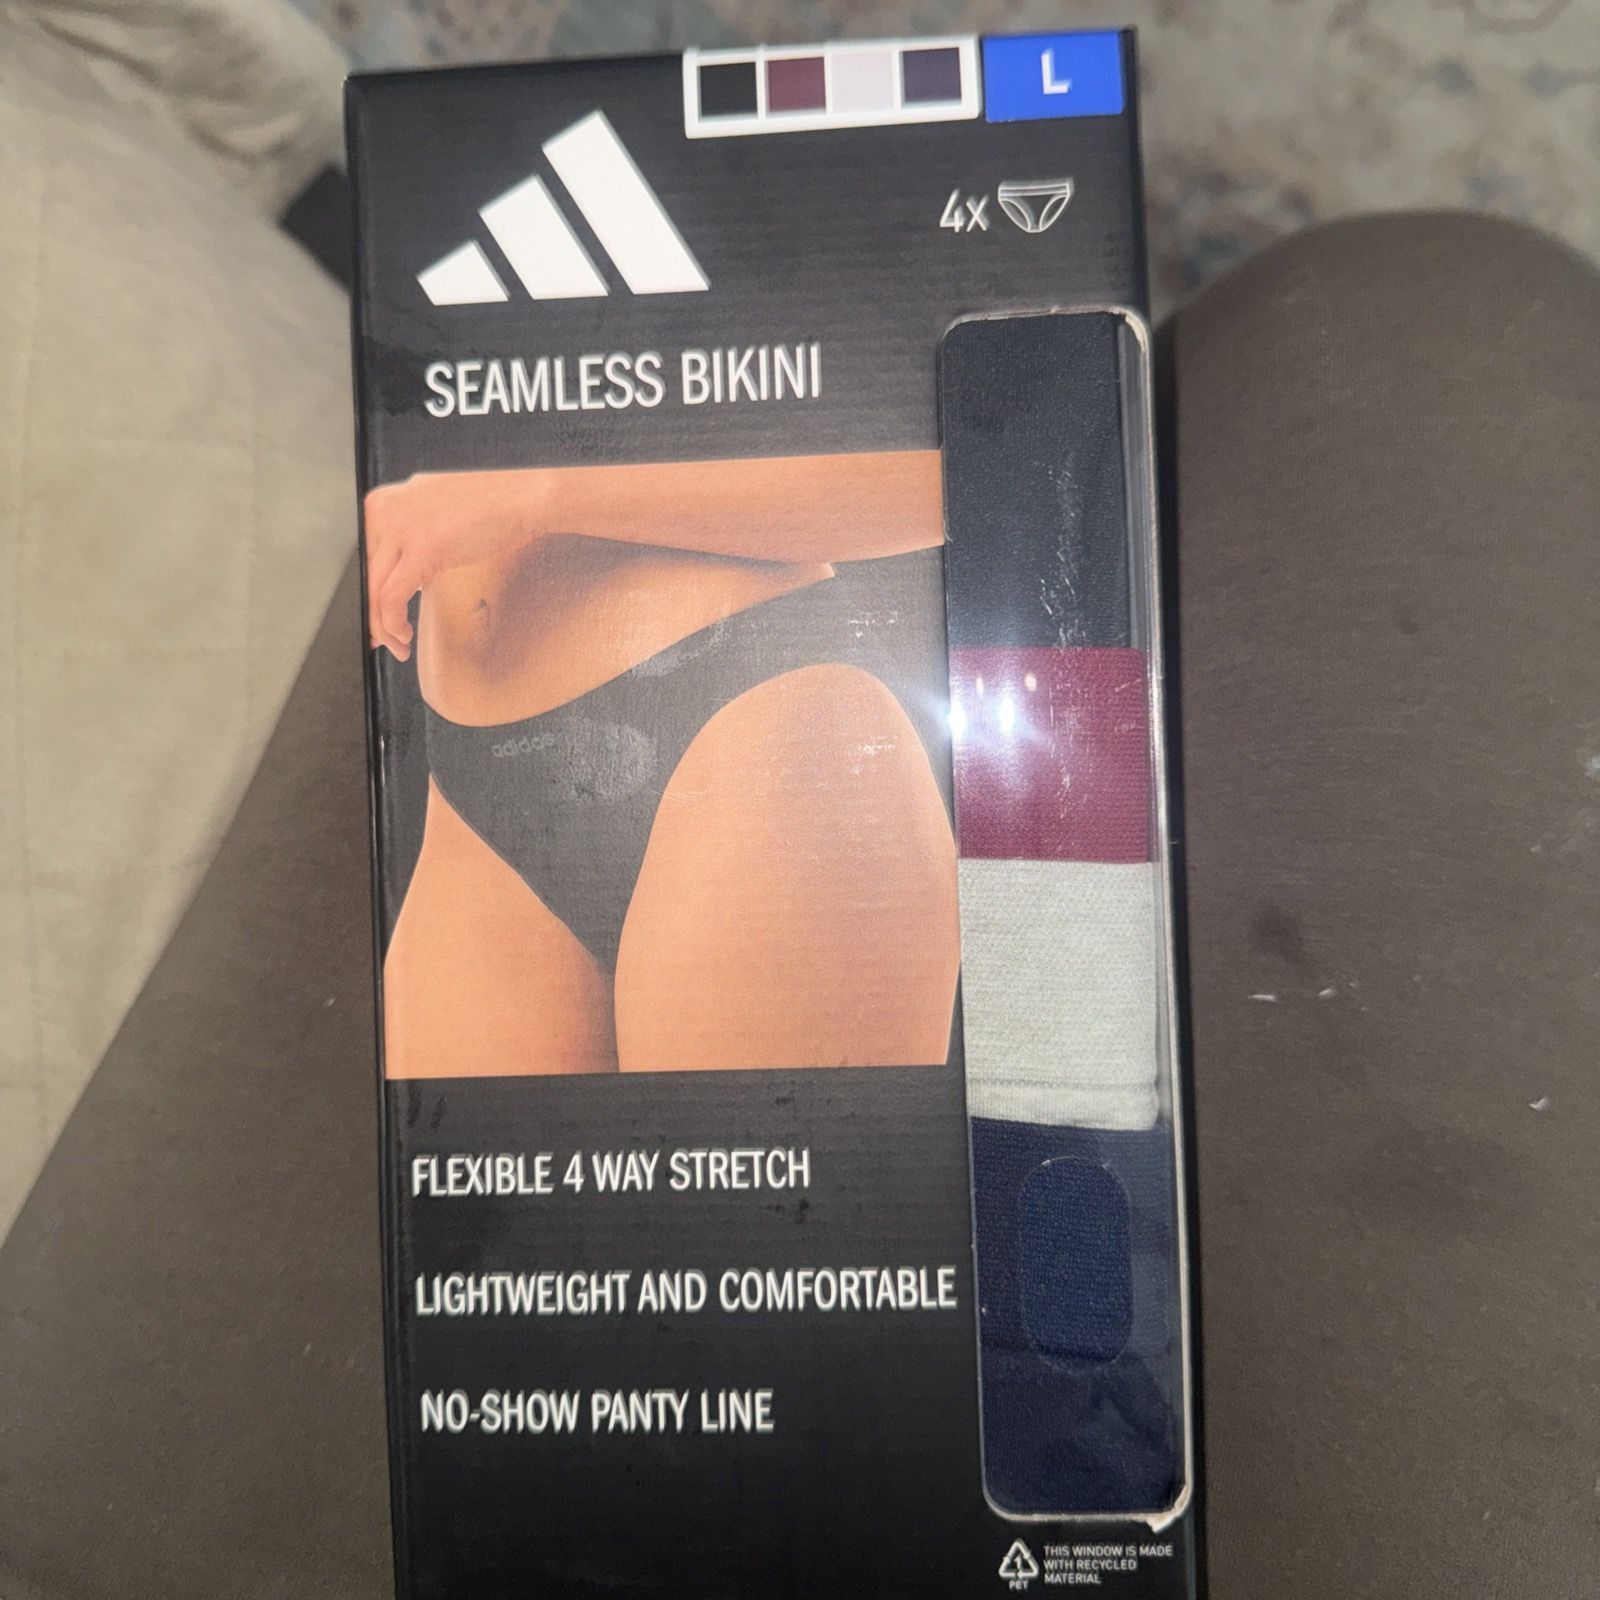 L
4x
SEAMLESS BIKINI
adidas
FLEXIBLE 4 WAY STRETCH
LIGHTWEIGHT AND COMFORTABLE
NO-SHOW PANTY LINE
1
PET
THIS WINDOW IS MADE
WITH RECYCLED
MATERIAL